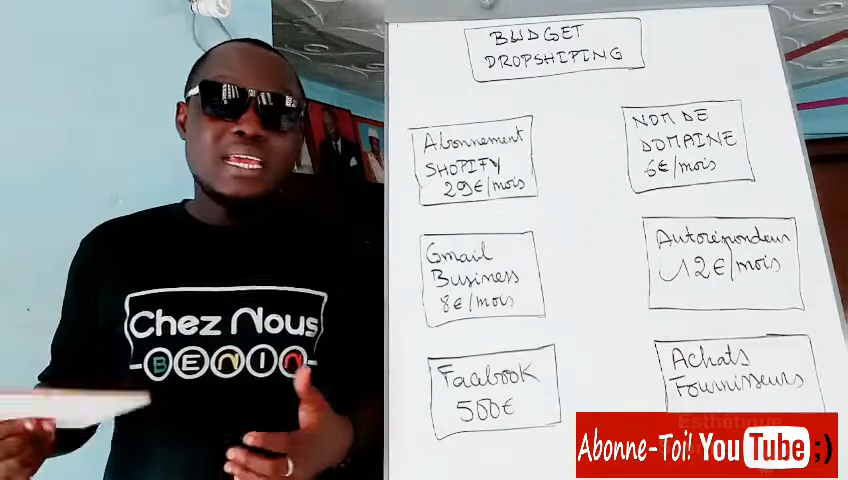 BUDGET
DROPSHIPING
Abonnement
SHOPIFY
29€/mois
NOM DE
DOMAINE
6€/mois
Gmail
Business
8€/mois
Autorépondeur
12€/mois
Facebook
500€
Achats
Fournisseurs
Esthétique
Chez Nous
BENIN
Abonne-Toi! YouTube ;)